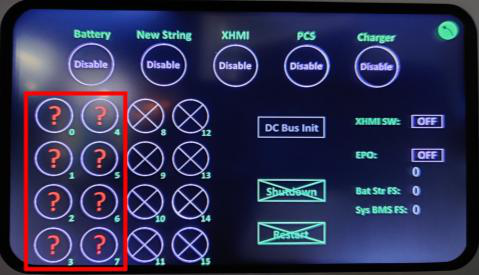 Battery New String XHMI PCS Charger
Disable Disable Disable Disable Disable
? 0 ? 4 8 12
? 1 ? 5 9 13
? 2 ? 6 10 14
? 3 ? 7 11 15
DC Bus Init
Shutdown
Restart
XHMI SW: OFF
EPO: OFF
0
Bat Str FS: 0
Sys BMS FS: 0